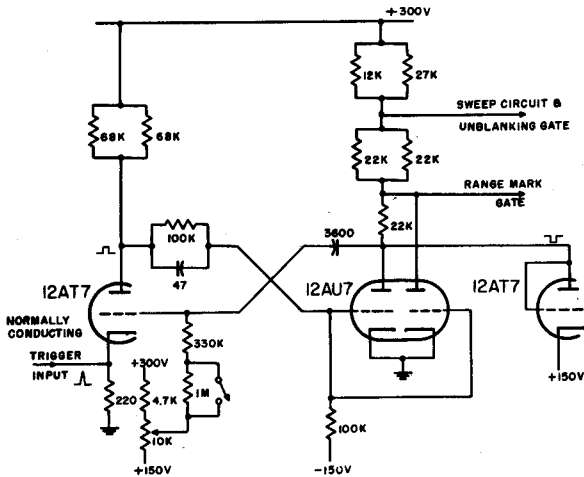 +300V
12K
27K
SWEEP CIRCUIT &
UNBLANKING GATE
68K
68K
22K
22K
RANGE MARK
GATE
100K
47
3600
22K
12AT7
12AU7
12AT7
NORMALLY
CONDUCTING
TRIGGER
INPUT
+300V
330K
+150V
220
4.7K
1M
10K
100K
+150V
-150V